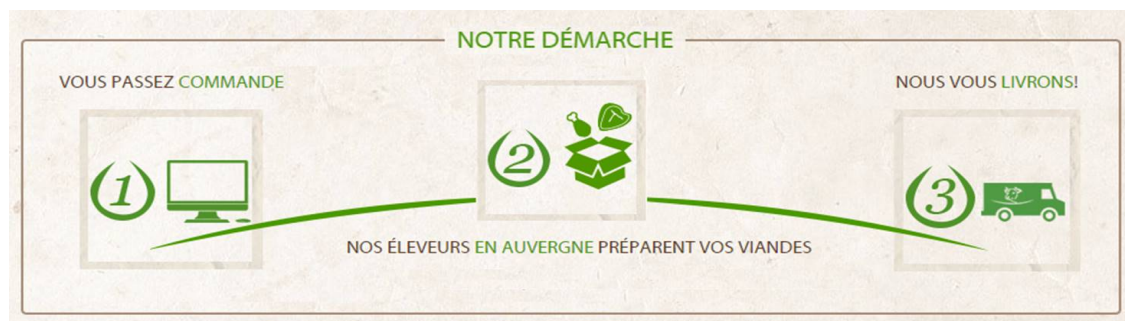 NOTRE DÉMARCHE
VOUS PASSEZ COMMANDE
1
2
NOS ÉLEVEURS EN AUVERGNE PRÉPARENT VOS VIANDES
NOUS VOUS LIVRONS!
3